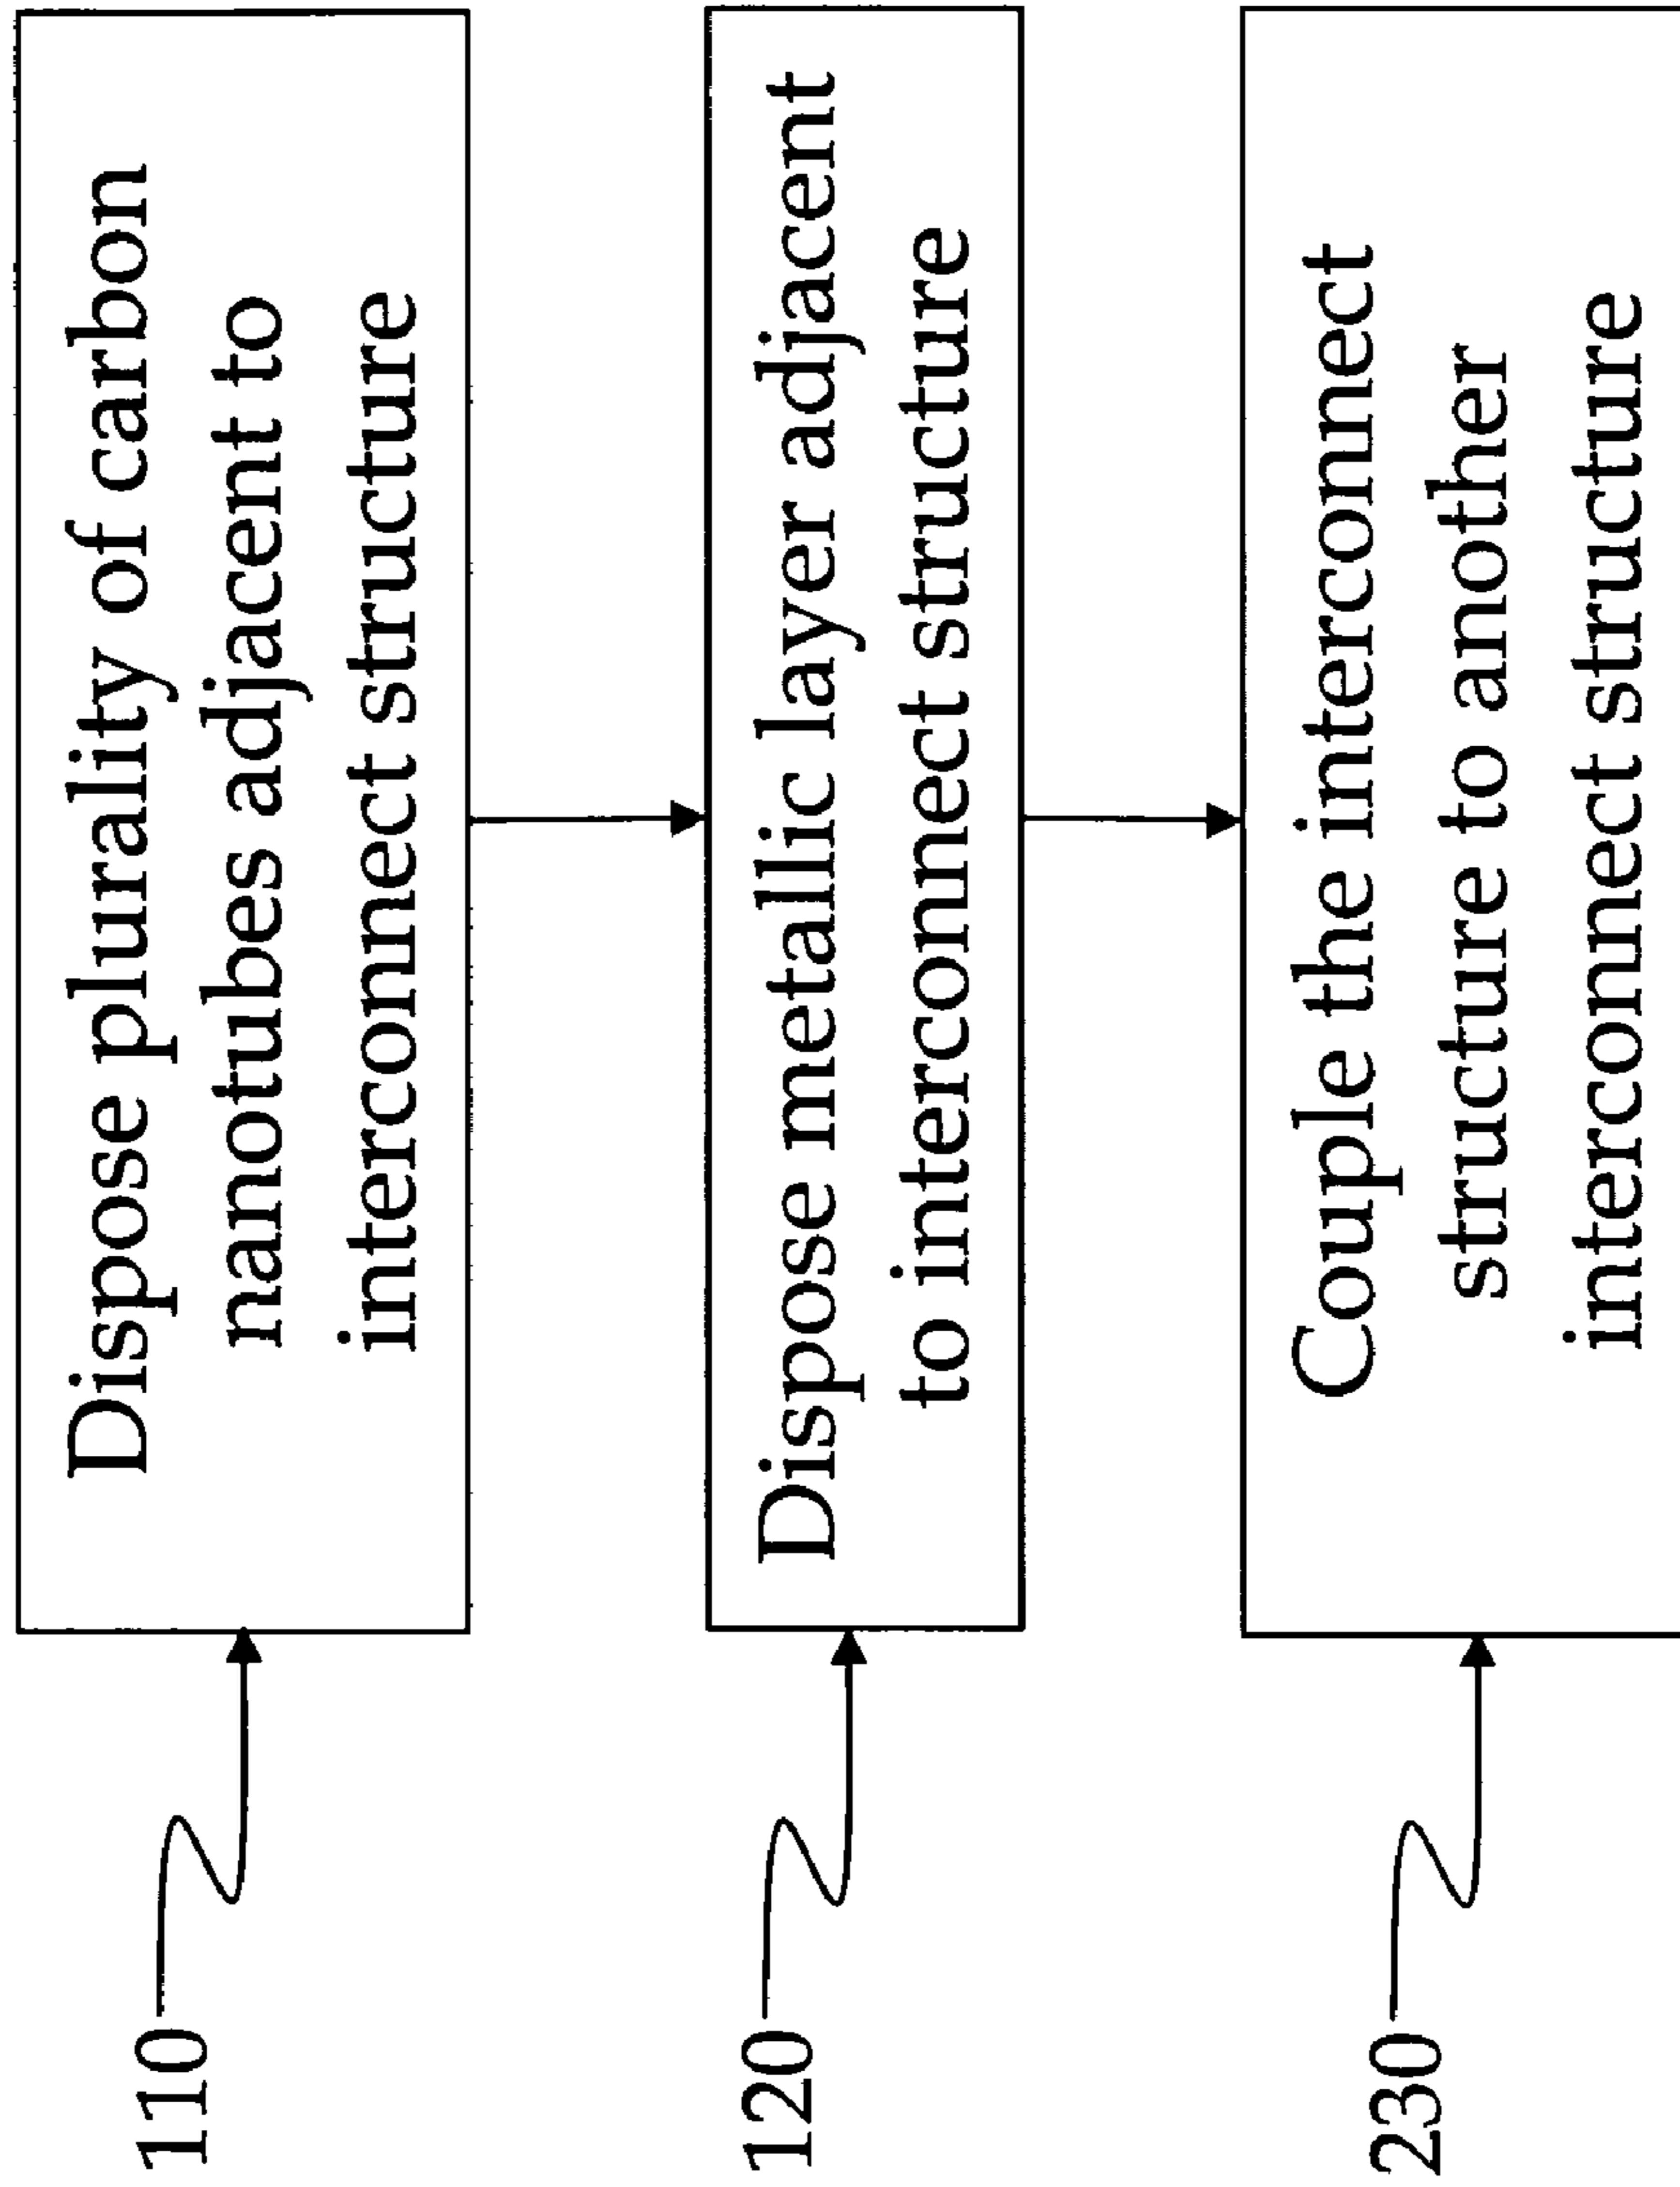 110
Dispose plurality of carbon
nanotubes adjacent to
interconnect structure
120
Dispose metallic layer adjacent
to interconnect structure
230
Couple the interconnect
structure to another
interconnect structure